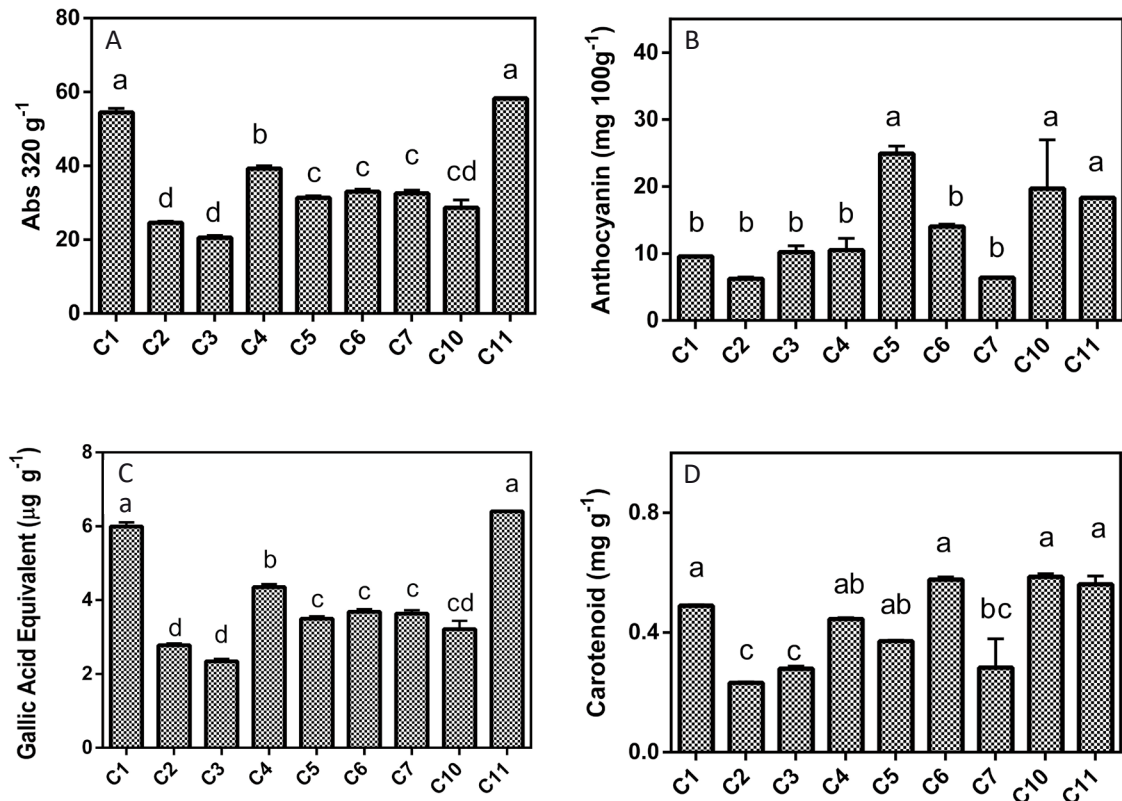 A
Abs 320 g-1
80
60
40
20
0
a d d b c c c cd a
C1 C2 C3 C4 C5 C6 C7 C10 C11
B
Anthocyanin (mg 100g-1)
40
30
20
10
0
b b b b a b b a a
C1 C2 C3 C4 C5 C6 C7 C10 C11
C
Gallic Acid Equivalent (μg g-1)
8
6
4
2
0
a d d b c c c cd a
C1 C2 C3 C4 C5 C6 C7 C10 C11
D
Carotenoid (mg g-1)
0.8
0.4
0.0
a c c ab ab a bc a a
C1 C2 C3 C4 C5 C6 C7 C10 C11